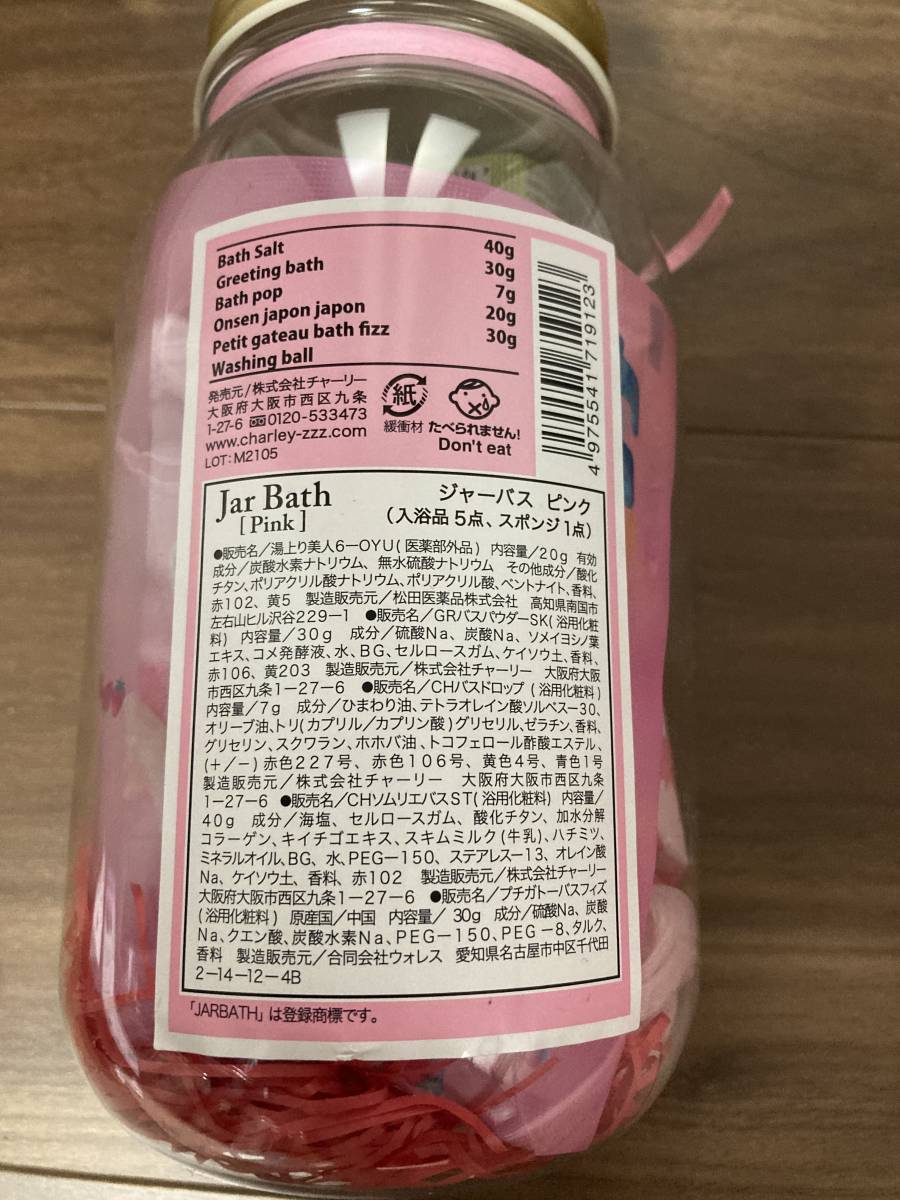 Bath Salt 40g
Greeting bath 30g
Bath pop 7g
Onsen japon japon 20g
Petit gateau bath fizz 30g
Washing ball
発売元/株式会社チャーリー
大阪府大阪市西区九条
1-27-6 0120-533473
www.charley-zzz.com
LOT:M2105
紙
緩衝材
たべられません!
Don't eat
4975541719123
Jar Bath
[Pink]
ジャーバス ピンク
(入浴品5点、スポンジ1点)
●販売名/湯上り美人6-OYU(医薬部外品) 内容量/20g 有効
成分/炭酸水素ナトリウム、無水硫酸ナトリウム その他成分/酸化
チタン、ポリアクリル酸ナトリウム、ポリアクリル酸、ベントナイト、香料、
赤102、黄5 製造販売元/松田医薬品株式会社 高知県南国市
左右山ヒル沢谷229-1 ●販売名/GRバスパウダーSK(浴用化粧
料) 内容量/30g 成分/硫酸Na、炭酸Na、ソメイヨシノ葉
エキス、コメ発酵液、水、BG、セルロースガム、ケイソウ土、香料、
赤106、黄203 製造販売元/株式会社チャーリー 大阪府大阪
市西区九条1-27-6 ●販売名/CHバスドロップ(浴用化粧料)
内容量/7g 成分/ひまわり油、テトラオレイン酸ソルベス-30、
オリーブ油、トリ(カプリル/カプリン酸)グリセリル、ゼラチン、香料、
グリセリン、スクワラン、ホホバ油、トコフェロール酢酸エステル、
(+/-)赤色227号、赤色106号、黄色4号、青色1号
製造販売元/株式会社チャーリー 大阪府大阪市西区九条
1-27-6 ●販売名/CHソムリエバスST(浴用化粧料) 内容量/
40g 成分/海塩、セルロースガム、酸化チタン、加水分解
コラーゲン、キイチゴエキス、スキムミルク(牛乳)、ハチミツ、
ミネラルオイル、BG、水、PEG-150、ステアレス-13、オレイン酸
Na、ケイソウ土、香料、赤102 製造販売元/株式会社チャーリー
大阪府大阪市西区九条1-27-6 ●販売名/プチガトーバスフィズ
(浴用化粧料) 原産国/中国 内容量/30g 成分/硫酸Na、炭酸
Na、クエン酸、炭酸水素Na、PEG-150、PEG-8、タルク、
香料 製造販売元/合同会社ウォレス 愛知県名古屋市中区千代田
2-14-12-4B
「JARBATH」は登録商標です。